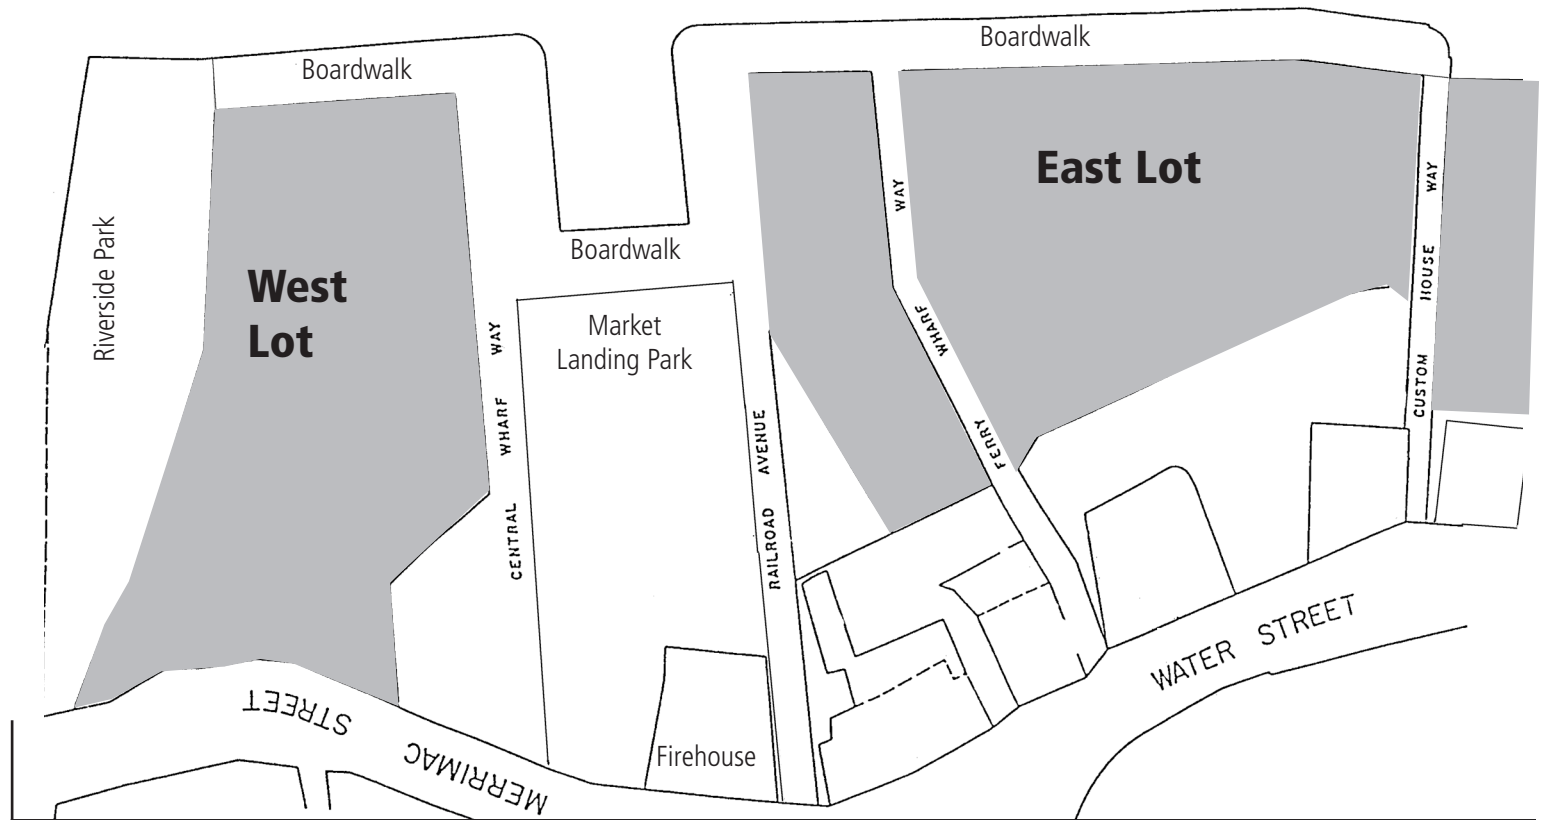 Boardwalk
Boardwalk
East Lot
WAY
CUSTOM HOUSE WAY
Riverside Park
Boardwalk
West
Lot
Market
Landing Park
CENTRAL WHARF WAY
FERRY WHARF
RAILROAD AVENUE
WATER STREET
MERRIMAC STREET
Firehouse